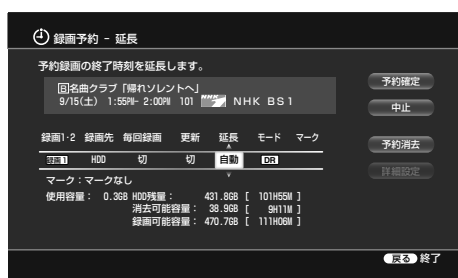 録画予約 - 延長
予約録画の終了時刻を延長します。
回名曲クラブ「帰れソレントへ」
9/15(土) 1:55PM- 2:00PM 101 NHK NHK BS1
予約確定
中止
録画1·2 録画先 毎回録画 更新 延長 モード マーク
録画1 HDD 切 切 自動 DR
予約消去
詳細設定
マーク:マークなし
使用容量: 0.3GB HDD残量: 431.8GB [ 101H55M ]
消去可能容量: 38.9GB [ 9H11M ]
録画可能容量: 470.7GB [ 111H06M ]
戻る 終了